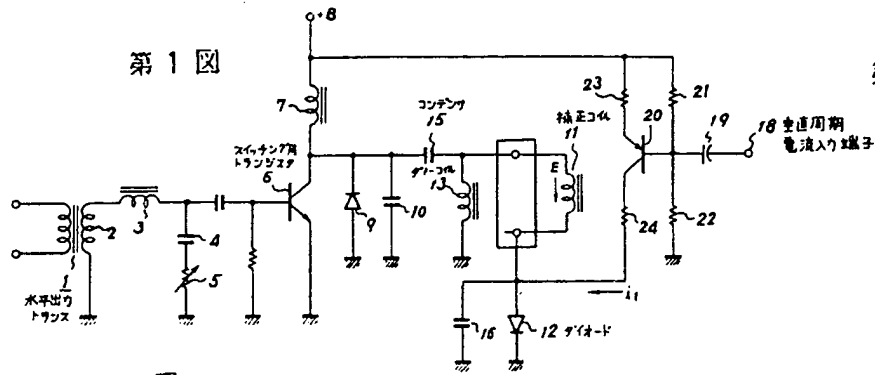 第1図
+B
7
23
21
コンデンサ
15
補正コイル
11
20
19
18 垂直周期
電流入力端子
スイッチング用
トランジスタ
6
ダミーコイル
13
E
3
2
4
5
9
10
24
22
1
水平出力
トランス
i1
16
12 ダイオード